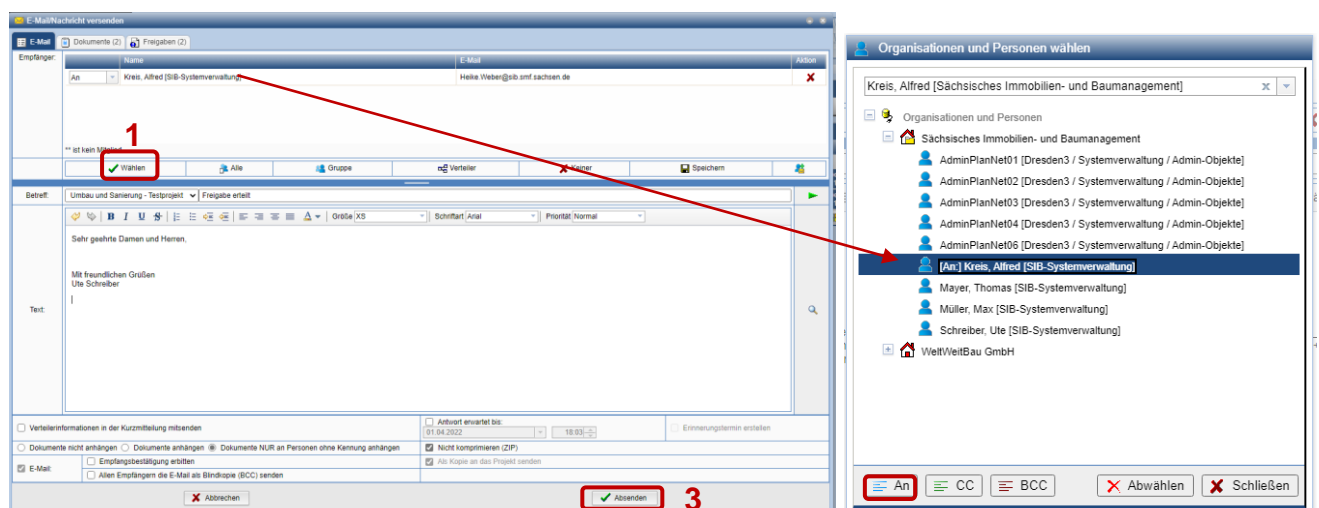 E-Mail/Nachricht versenden
E-Mail Dokumente (2) Freigaben (2)
Empfänger: Name E-Mail Aktion
An Kreis, Alfred [SIB-Systemverwaltung] Heike.Weber@sib.smf.sachsen.de
1
** ist kein Mitglied
Wählen Alle Gruppe Verteiler Keiner Speichern
Betreff: Umbau und Sanierung - Testprojekt Freigabe erteilt
B I U S Größe XS Schriftart Arial Priorität Normal
Sehr geehrte Damen und Herren,
Mit freundlichen Grüßen
Ute Schreiber
Text:
Verteilerinformationen in der Kurzmitteilung mitsenden
Antwort erwartet bis:
01.04.2022 18:03
Erinnerungstermin erstellen
Dokumente nicht anhängen Dokumente anhängen Dokumente NUR an Personen ohne Kennung anhängen Nicht komprimieren (ZIP)
E-Mail: Empfangsbestätigung erbitten Als Kopie an das Projekt senden
Allen Empfängern die E-Mail als Blindkopie (BCC) senden
Abbrechen Absenden 3
Organisationen und Personen wählen
Kreis, Alfred [Sächsisches Immobilien- und Baumanagement] x
Organisationen und Personen
Sächsisches Immobilien- und Baumanagement
AdminPlanNet01 [Dresden3 / Systemverwaltung / Admin-Objekte]
AdminPlanNet02 [Dresden3 / Systemverwaltung / Admin-Objekte]
AdminPlanNet03 [Dresden3 / Systemverwaltung / Admin-Objekte]
AdminPlanNet04 [Dresden3 / Systemverwaltung / Admin-Objekte]
AdminPlanNet06 [Dresden3 / Systemverwaltung / Admin-Objekte]
[An:] Kreis, Alfred [SIB-Systemverwaltung]
Mayer, Thomas [SIB-Systemverwaltung]
Müller, Max [SIB-Systemverwaltung]
Schreiber, Ute [SIB-Systemverwaltung]
WeltWeitBau GmbH
An CC BCC Abwählen Schließen